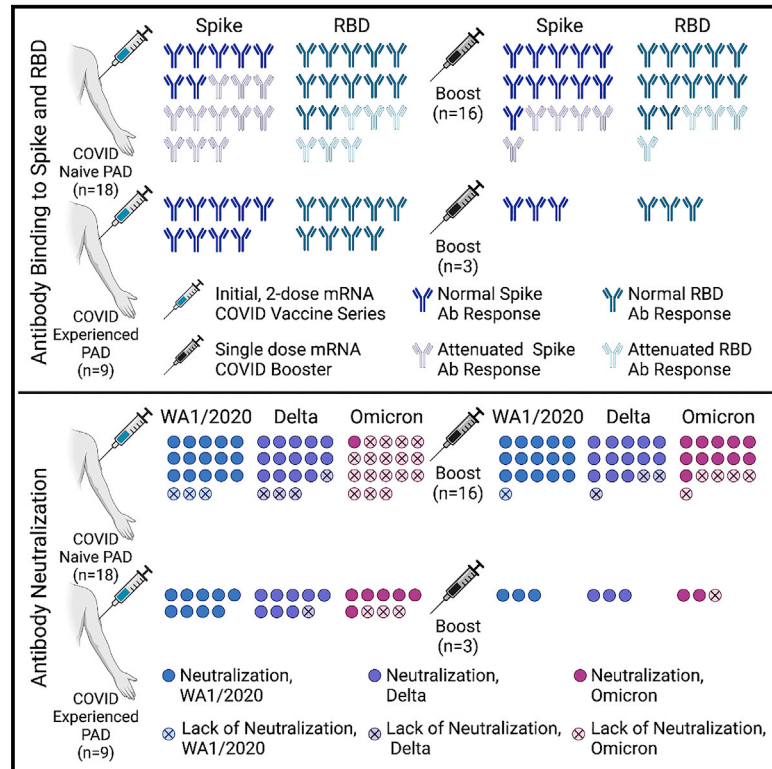 Antibody Binding to Spike and RBD
Spike RBD Spike RBD
Boost
(n=16)
COVID
Naive PAD
(n=18)
Boost
(n=3)
COVID
Experienced
PAD
(n=9)
Initial, 2-dose mRNA
COVID Vaccine Series
Normal Spike
Ab Response
Normal RBD
Ab Response
Single dose mRNA
COVID Booster
Attenuated Spike
Ab Response
Attenuated RBD
Ab Response
Antibody Neutralization
WA1/2020 Delta Omicron WA1/2020 Delta Omicron
Boost
(n=16)
COVID
Naive PAD
(n=18)
Boost
(n=3)
COVID
Experienced
PAD
(n=9)
Neutralization,
WA1/2020
Neutralization,
Delta
Neutralization,
Omicron
Lack of Neutralization,
WA1/2020
Lack of Neutralization,
Delta
Lack of Neutralization,
Omicron